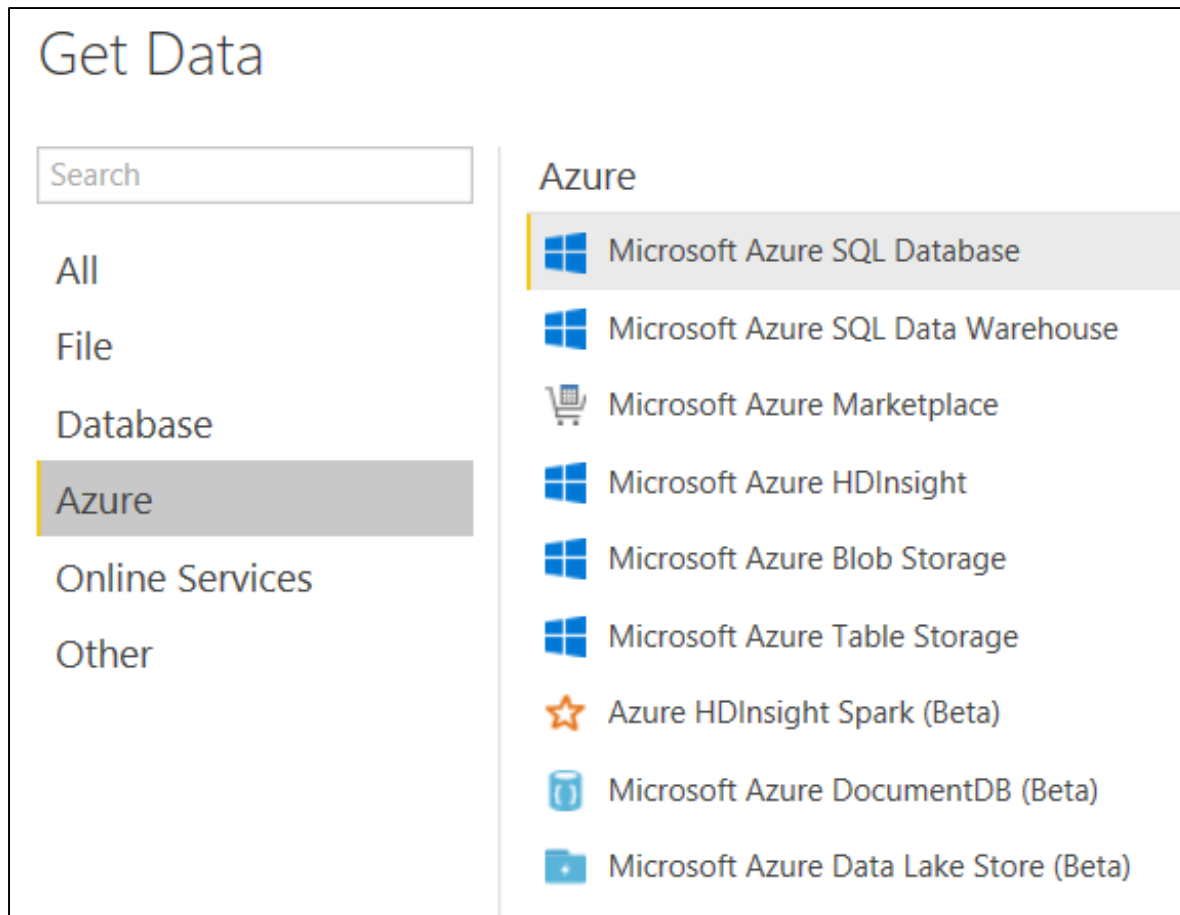 Get Data
Search
All
File
Database
Azure
Online Services
Other
Azure
Microsoft Azure SQL Database
Microsoft Azure SQL Data Warehouse
Microsoft Azure Marketplace
Microsoft Azure HDInsight
Microsoft Azure Blob Storage
Microsoft Azure Table Storage
Azure HDInsight Spark (Beta)
Microsoft Azure DocumentDB (Beta)
Microsoft Azure Data Lake Store (Beta)